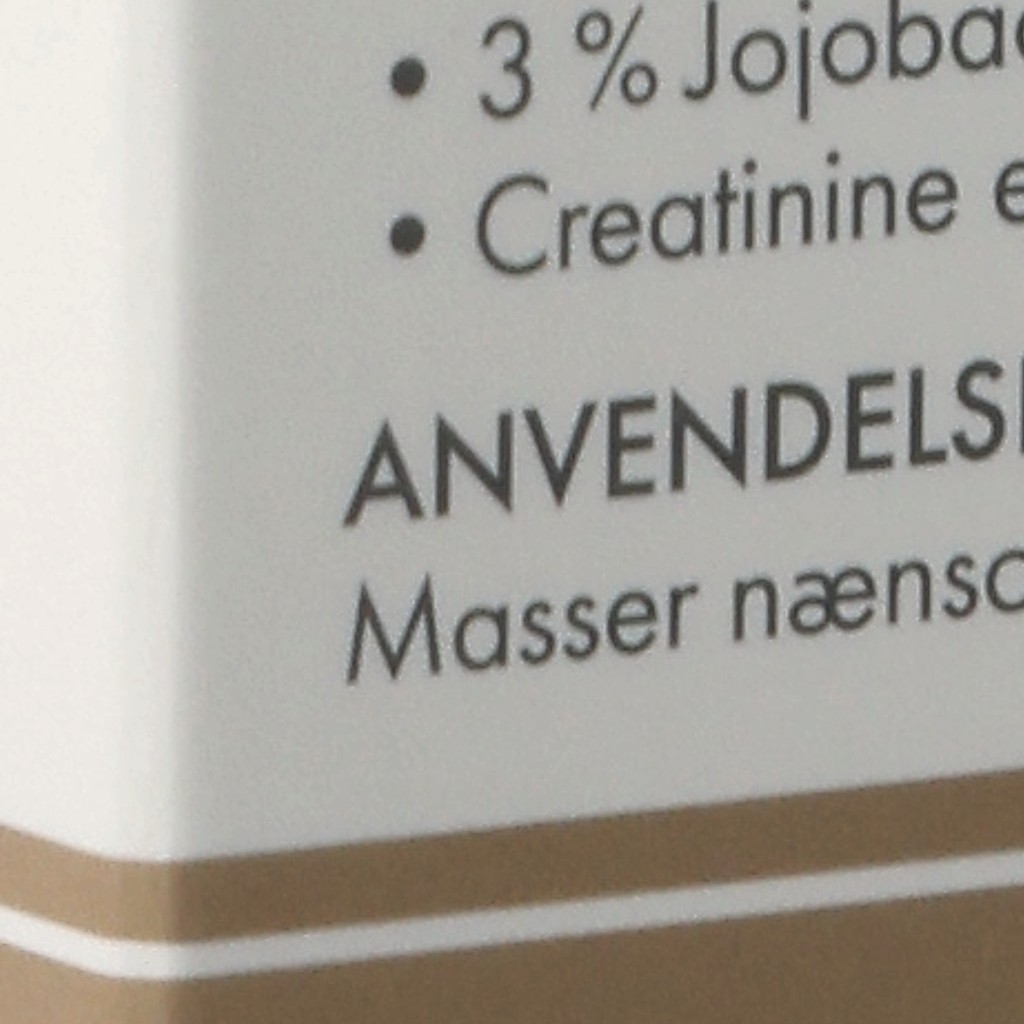 • 3 % Jojoba
• Creatinine
ANVENDELS
Masser næns